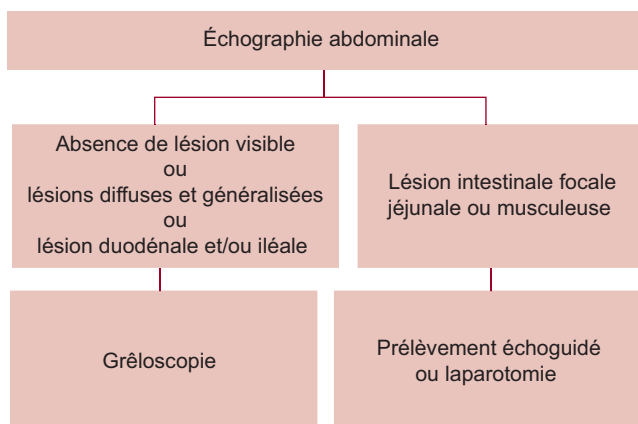 Échographie abdominale
Absence de lésion visible
ou
lésions diffuses et généralisées
ou
lésion duodénale et/ou iléale
Lésion intestinale focale
jéjunale ou musculeuse
Grêloscopie
Prélèvement échoguidé
ou laparotomie